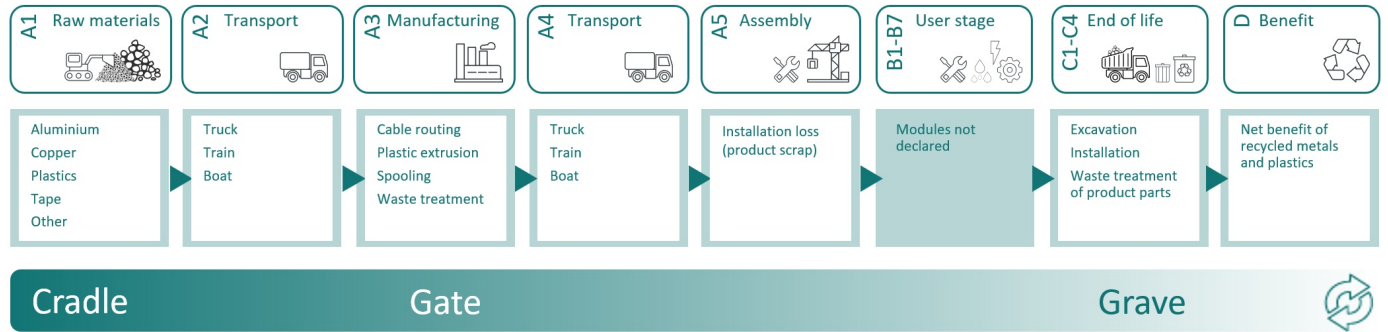 A1 Raw materials
A2 Transport
A3 Manufacturing
A4 Transport
A5 Assembly
B1-B7 User stage
C1-C4 End of life
D Benefit
Aluminium
Copper
Plastics
Tape
Other
Truck
Train
Boat
Cable routing
Plastic extrusion
Spooling
Waste treatment
Truck
Train
Boat
Installation loss
(product scrap)
Modules not
declared
Excavation
Installation
Waste treatment
of product parts
Net benefit of
recycled metals
and plastics
Cradle
Gate
Grave